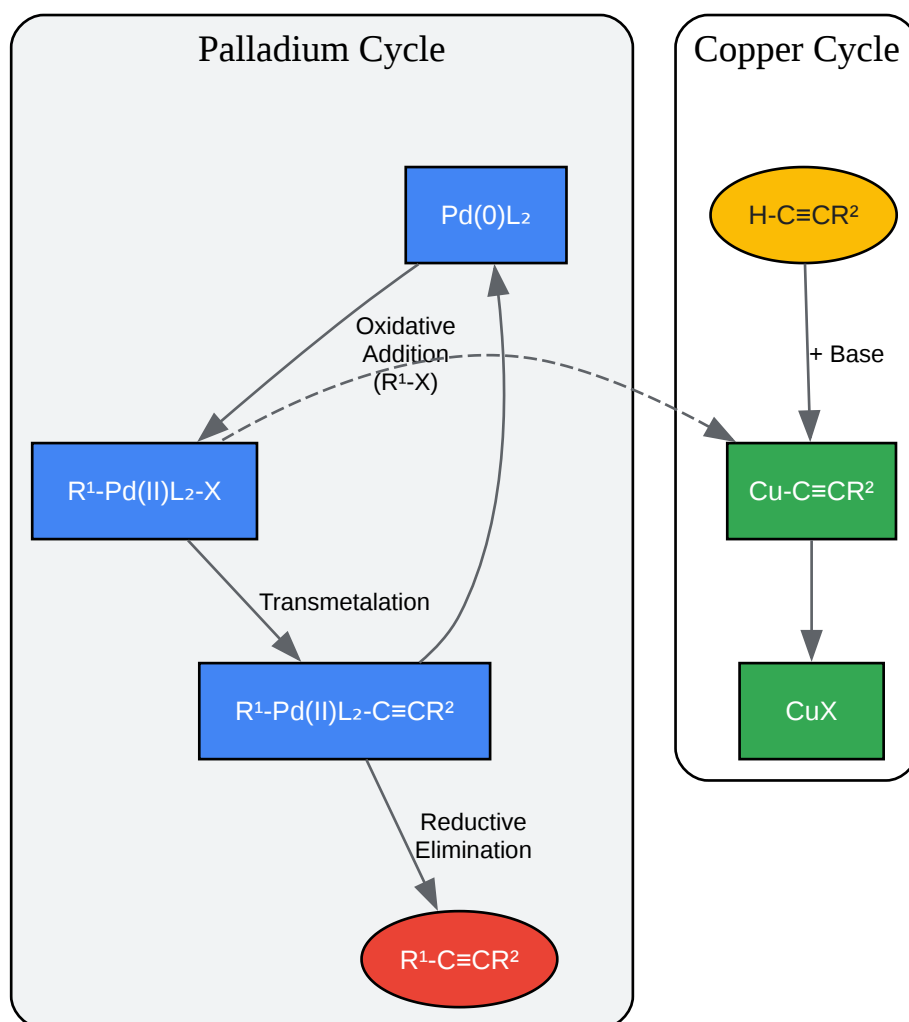 Palladium Cycle
Copper Cycle
Pd(0)L₂
H-C≡CR²
Oxidative
Addition
(R¹-X)
+ Base
R¹-Pd(II)L₂-X
Cu-C≡CR²
Transmetalation
R¹-Pd(II)L₂-C≡CR²
CuX
Reductive
Elimination
R¹-C≡CR²